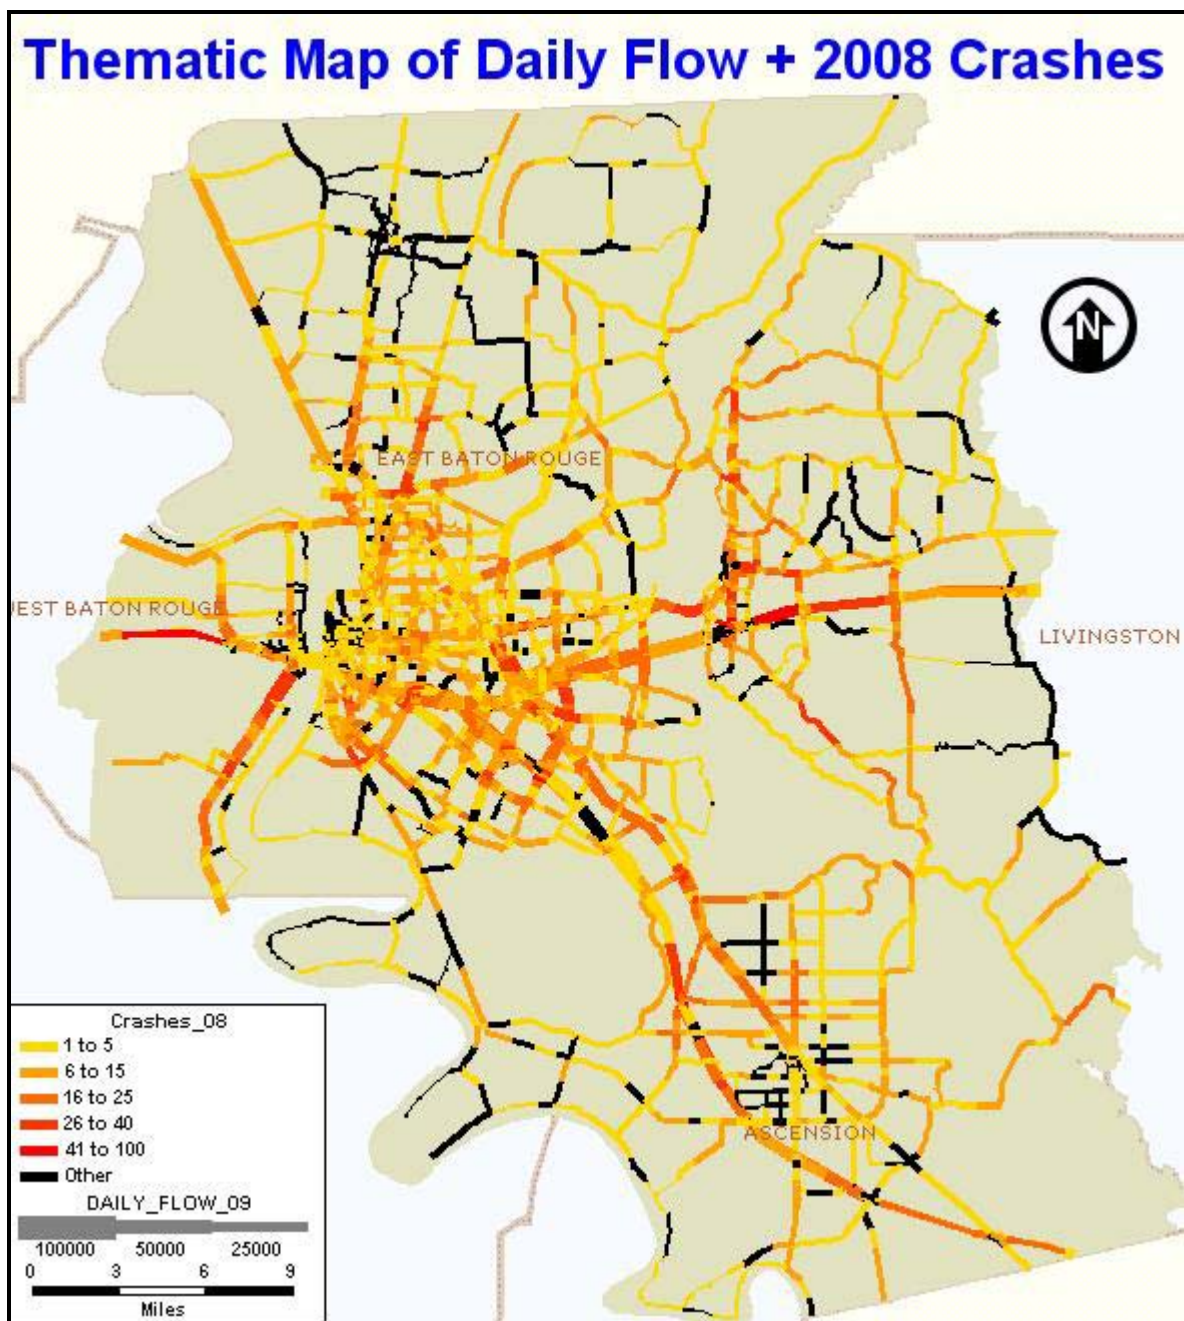 Thematic Map of Daily Flow + 2008 Crashes
N
EAST BATON ROUGE
WEST BATON ROUGE
LIVINGSTON
ASCENSION
Crashes_08
1 to 5
6 to 15
16 to 25
26 to 40
41 to 100
Other
DAILY_FLOW_09
100000 50000 25000
0 3 6 9
Miles